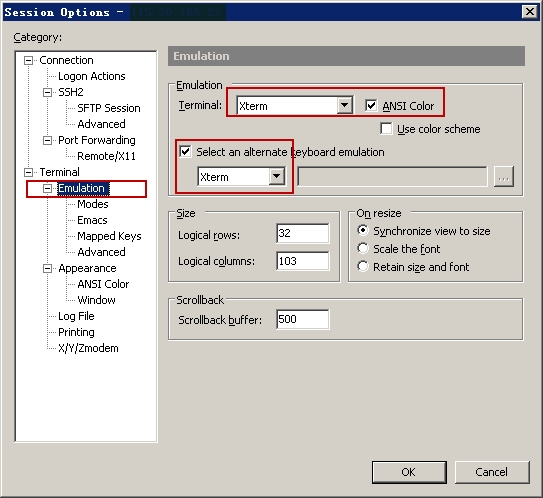 Session Options -
Category:
Connection
Logon Actions
SSH2
SFTP Session
Advanced
Port Forwarding
Remote/X11
Terminal
Emulation
Modes
Emacs
Mapped Keys
Advanced
Appearance
ANSI Color
Window
Log File
Printing
X/Y/Zmodem
Emulation
Emulation
Terminal: Xterm ANSI Color
Use color scheme
Select an alternate keyboard emulation
Xterm ...
Size
Logical rows: 32
Logical columns: 103
On resize
Synchronize view to size
Scale the font
Retain size and font
Scrollback
Scrollback buffer: 500
OK Cancel